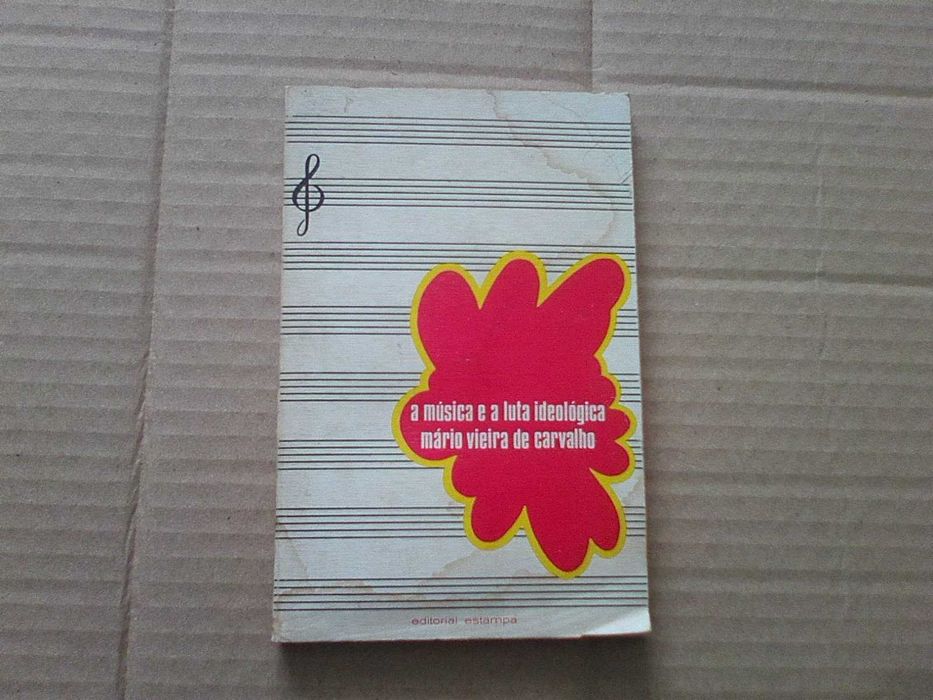 a música e a luta ideológica
mário vieira de carvalho
editorial estampa